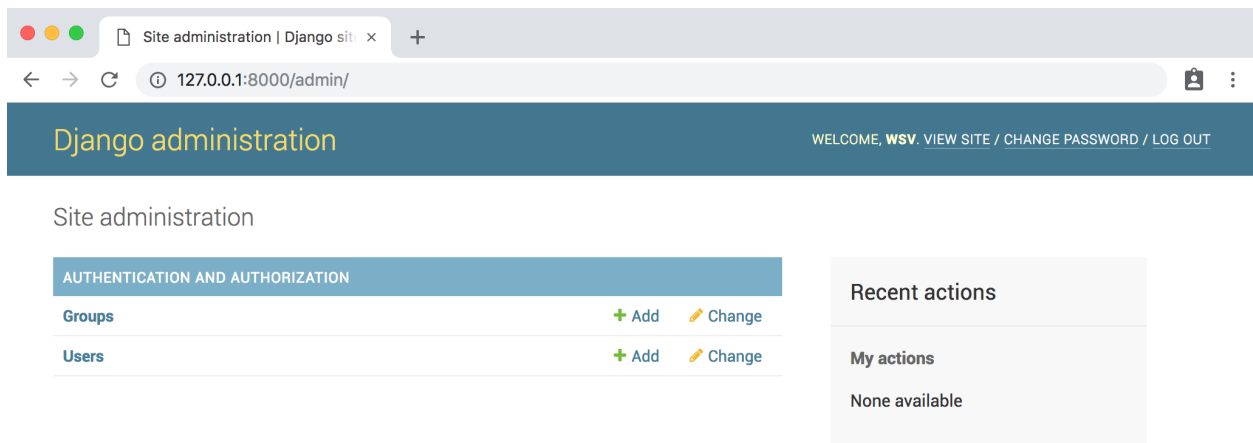 Site administration | Django sit
127.0.0.1:8000/admin/
Django administration
WELCOME, WSV. VIEW SITE / CHANGE PASSWORD / LOG OUT
Site administration
AUTHENTICATION AND AUTHORIZATION
Groups Add Change
Users Add Change
Recent actions
My actions
None available